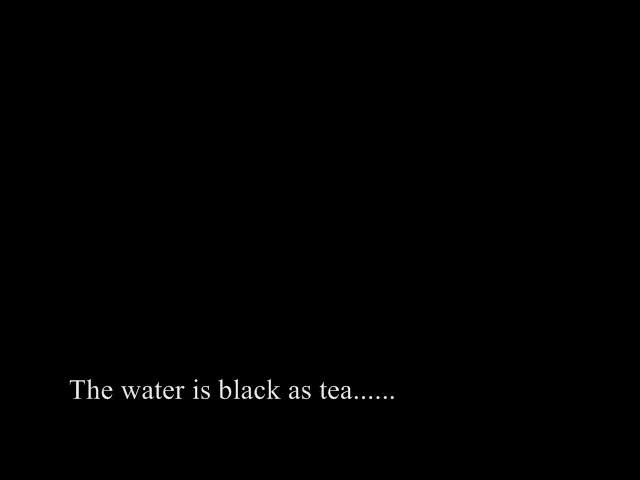 The water is black as tea......